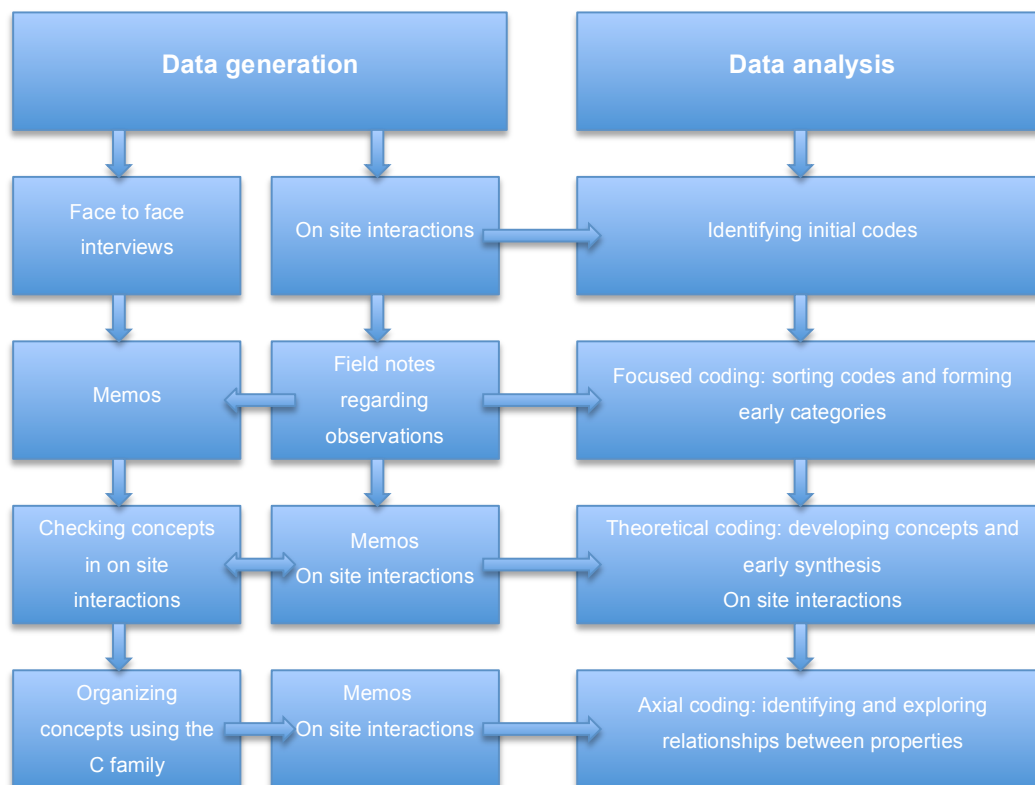 Data generation
Data analysis
Face to face
interviews
On site interactions
Identifying initial codes
Memos
Field notes
regarding
observations
Focused coding: sorting codes and forming
early categories
Checking concepts
in on site
interactions
Memos
On site interactions
Theoretical coding: developing concepts and
early synthesis
On site interactions
Organizing
concepts using the
C family
Memos
On site interactions
Axial coding: identifying and exploring
relationships between properties